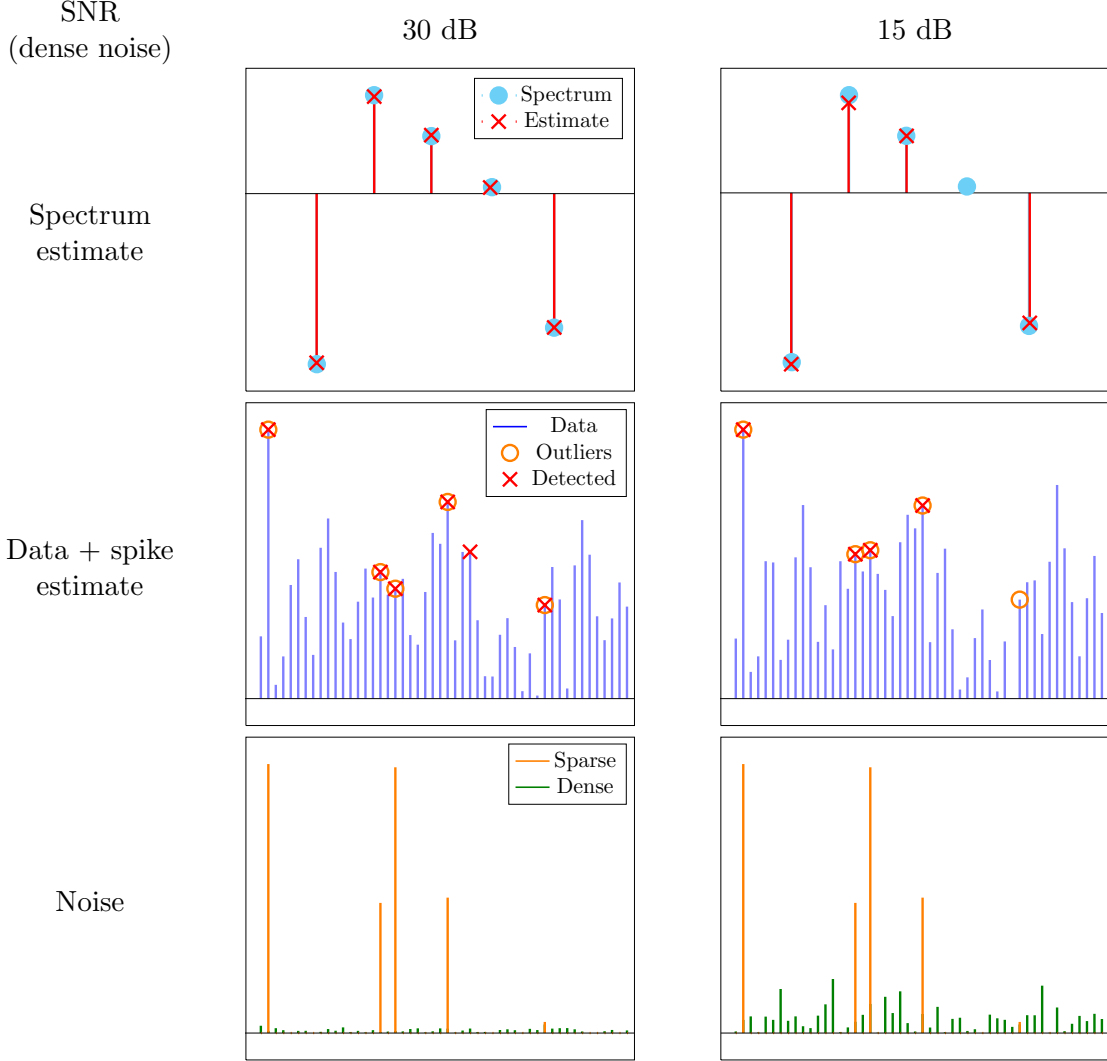 SNR
(dense noise)
30 dB
15 dB
Spectrum
Estimate
Spectrum
estimate
Data
Outliers
Detected
Data + spike
estimate
Sparse
Dense
Noise